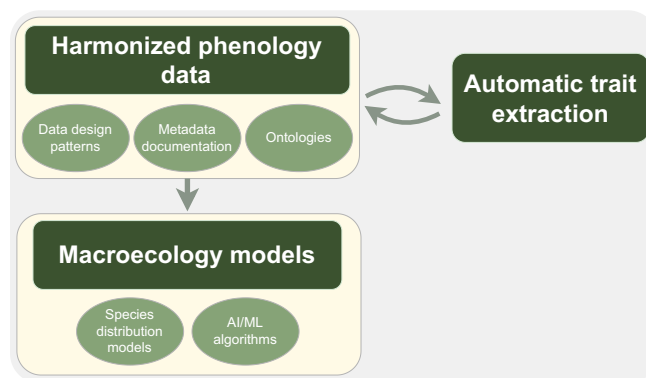 Harmonized phenology
data
Data design
patterns
Metadata
documentation
Ontologies
Automatic trait
extraction
Macroecology models
Species
distribution
models
AI/ML
algorithms